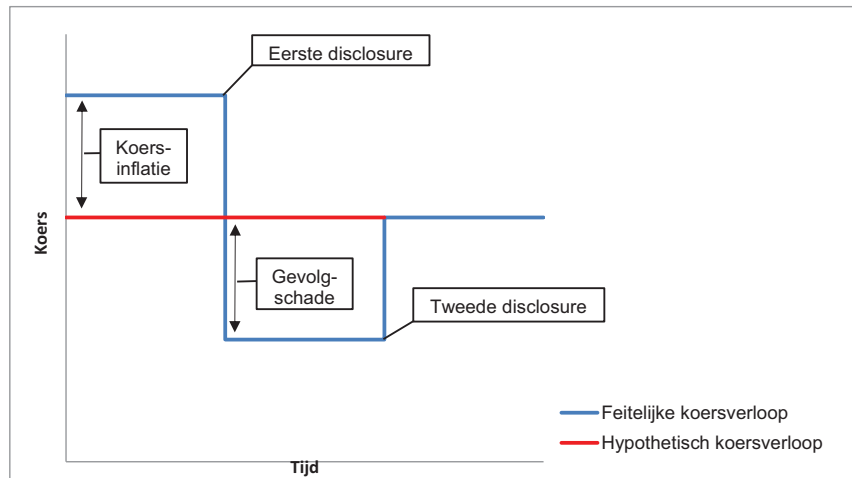 Eerste disclosure
Koers-
inflatie
Koers
Gevolg-
schade
Tweede disclosure
Feitelijke koersverloop
Hypothetisch koersverloop
Tijd